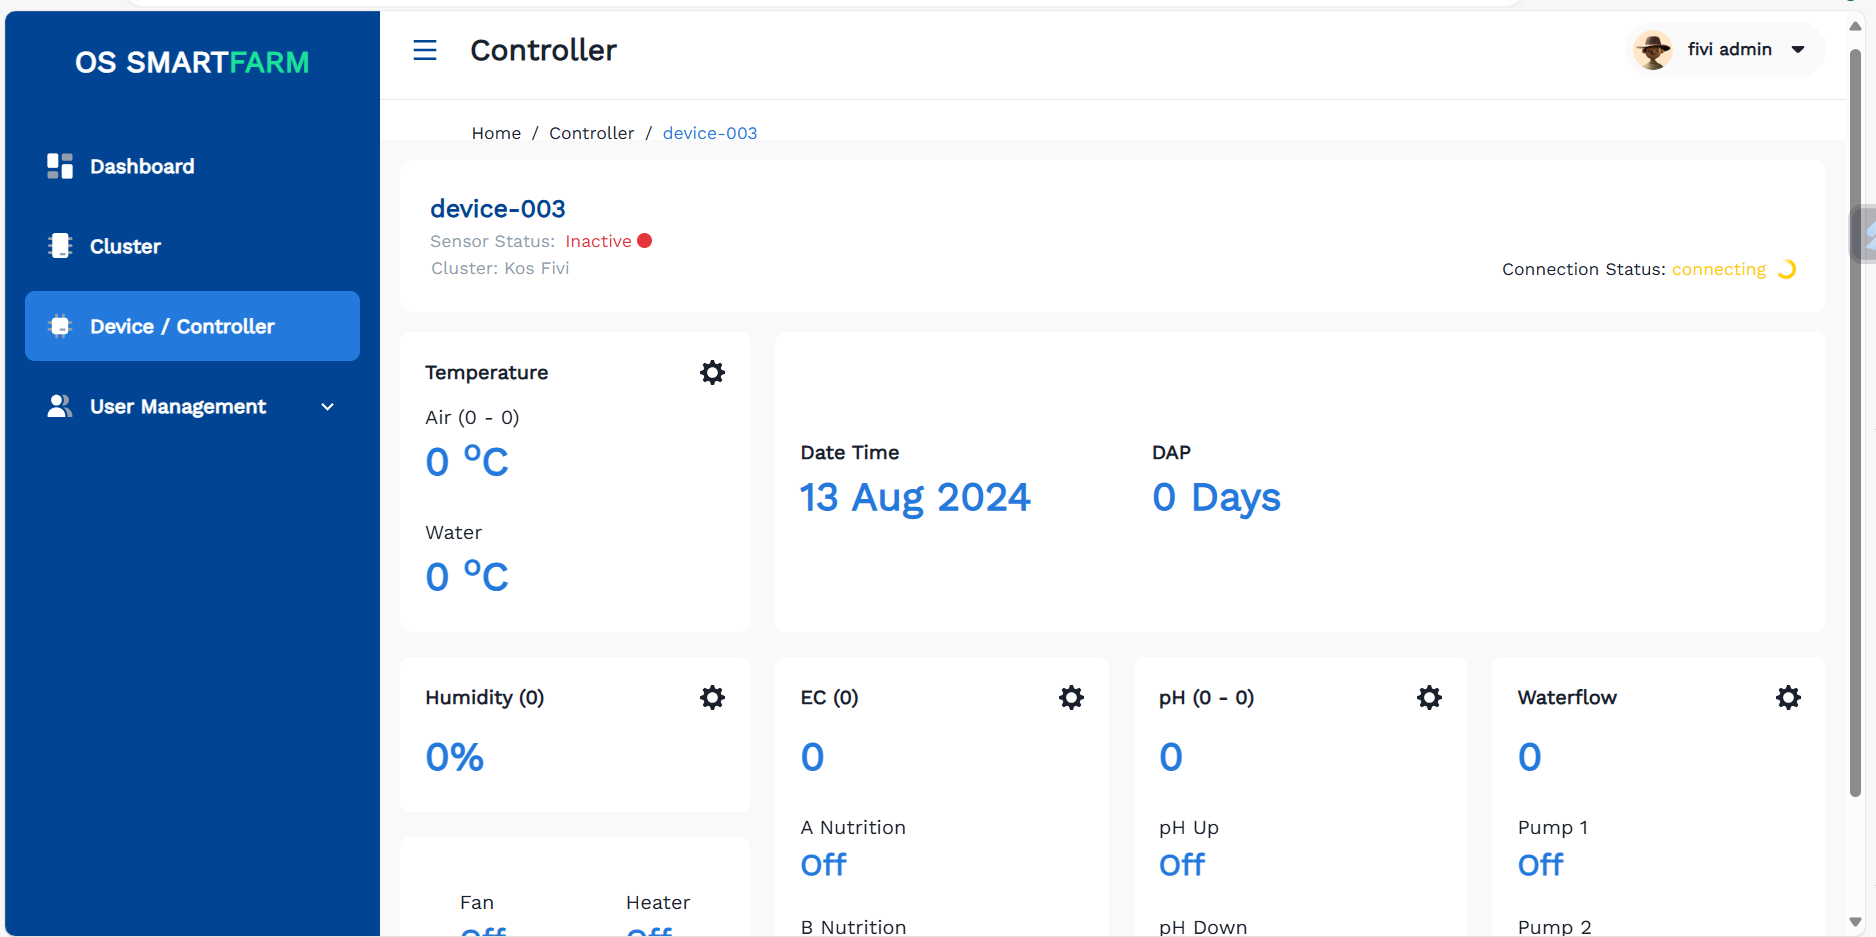 OS SMARTFARM
Dashboard
Cluster
Device / Controller
User Management
Controller
fivi admin
Home / Controller / device-003
device-003
Sensor Status: Inactive
Cluster: Kos Fivi
Connection Status: connecting
Temperature
Air (0 - 0)
0 °C
Water
0 °C
Date Time
13 Aug 2024
DAP
0 Days
Humidity (0)
0%
Fan
Off
Heater
Off
EC (0)
0
A Nutrition
Off
B Nutrition
pH (0 - 0)
0
pH Up
Off
pH Down
Waterflow
0
Pump 1
Off
Pump 2